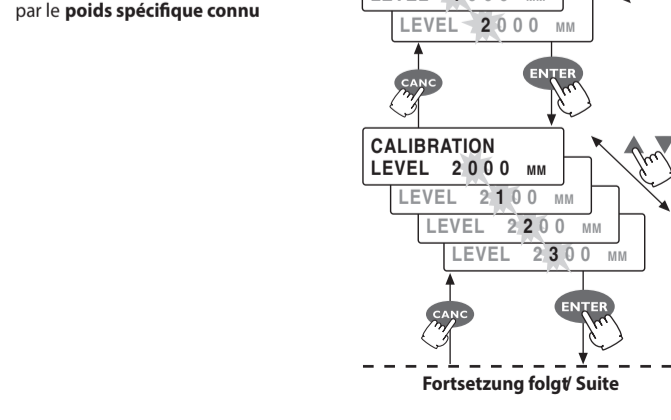 par le poids spécifique connu
LEVEL 2000 MM
CANC
ENTER
CALIBRATION
LEVEL 2000 MM
LEVEL 2100 MM
LEVEL 2200 MM
LEVEL 2300 MM
CANC
ENTER
Fortsetzung folgt/ Suite